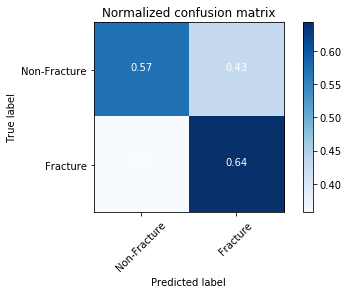 Normalized confusion matrix
0.57 0.43
0.64
Non-Fracture
Fracture
True label
Non-Fracture
Fracture
Predicted label
0.60
0.55
0.50
0.45
0.40